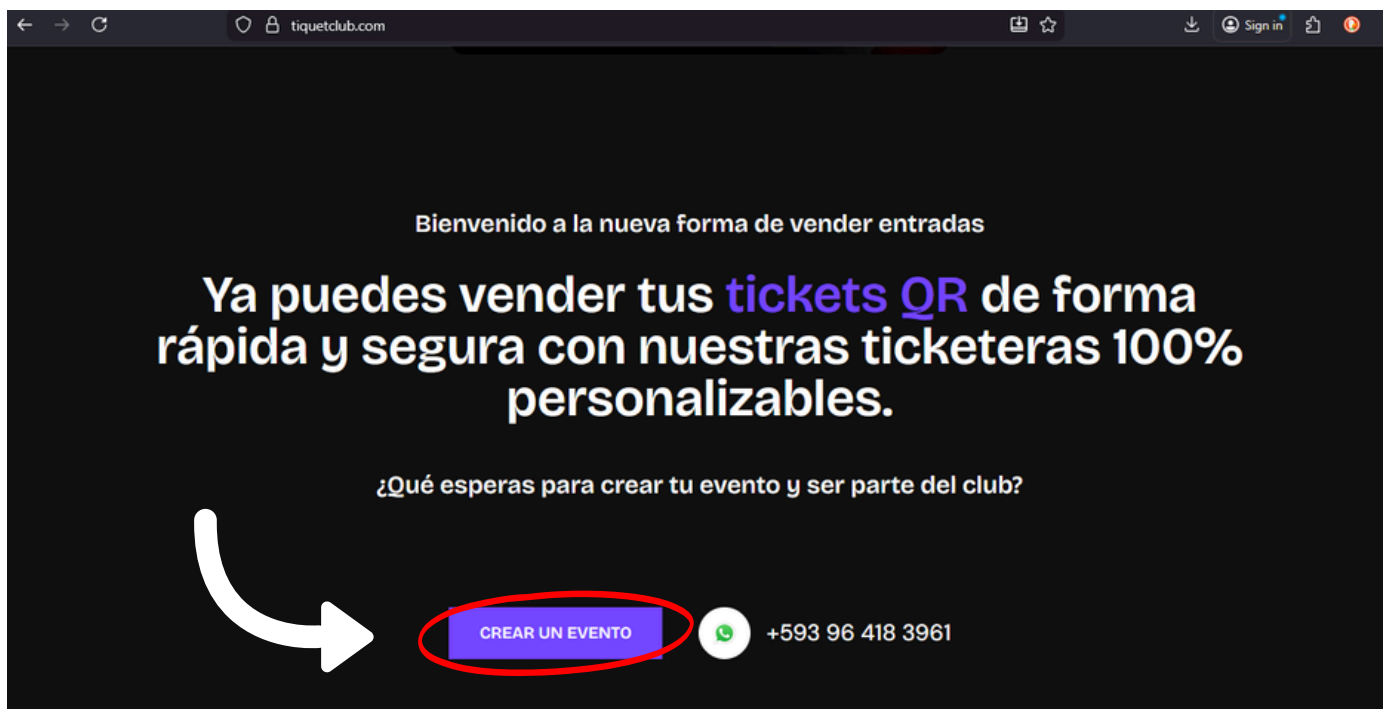 tiquetclub.com
Sign in
Bienvenido a la nueva forma de vender entradas
Ya puedes vender tus tickets QR de forma
rápida y segura con nuestras ticketeras 100%
personalizables.
¿Qué esperas para crear tu evento y ser parte del club?
CREAR UN EVENTO
+593 96 418 3961